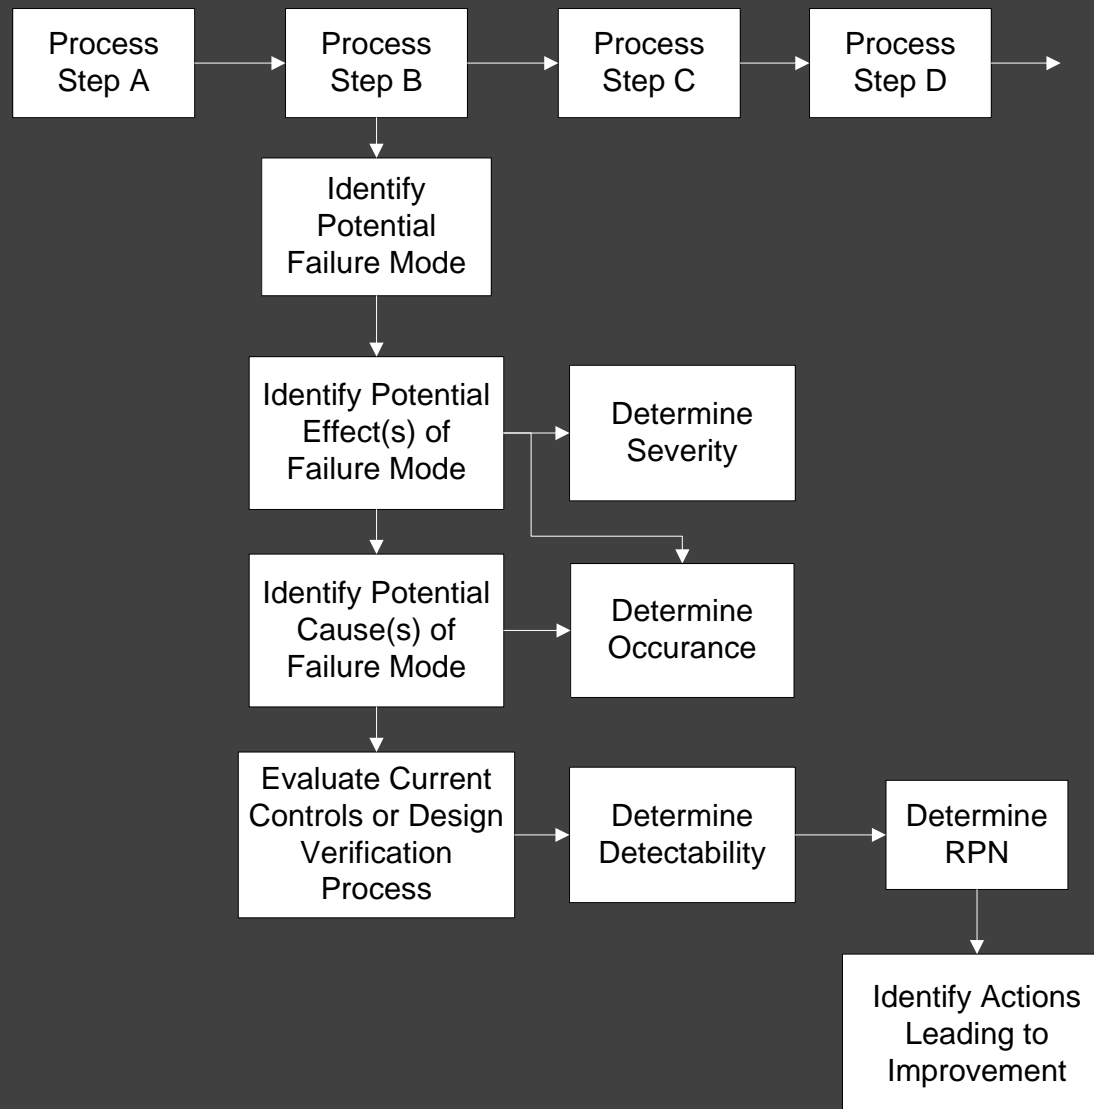 Process
Step A
Process
Step B
Process
Step C
Process
Step D
Identify
Potential
Failure Mode
Identify Potential
Effect(s) of
Failure Mode
Determine
Severity
Identify Potential
Cause(s) of
Failure Mode
Determine
Occurance
Evaluate Current
Controls or Design
Verification
Process
Determine
Detectability
Determine
RPN
Identify Actions
Leading to
Improvement